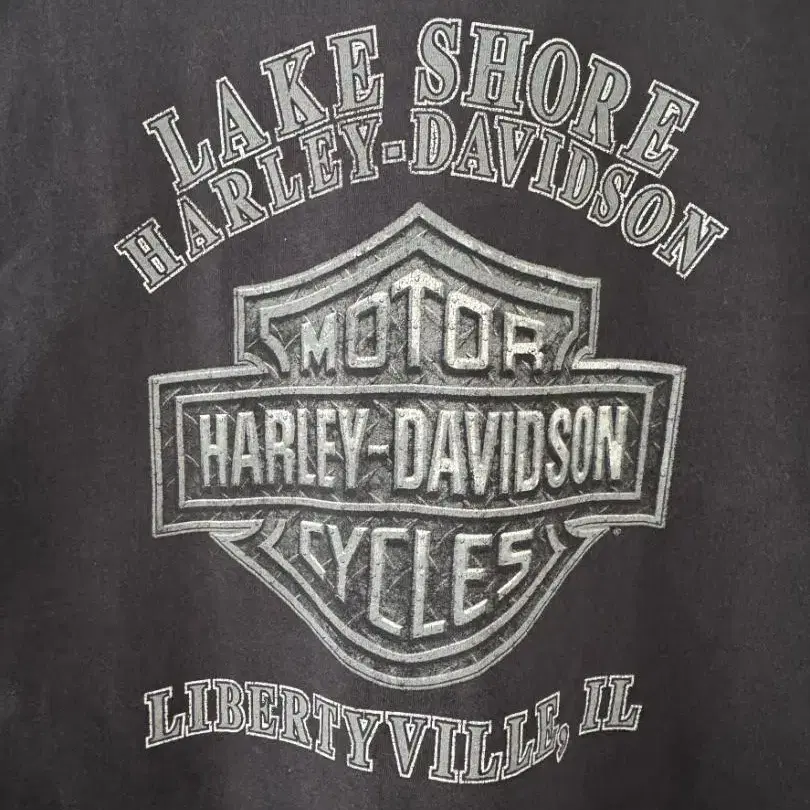 LAKE SHORE
HARLEY-DAVIDSON
MOTOR
HARLEY-DAVIDSON
CYCLES
®
LIBERTYVILLE, IL